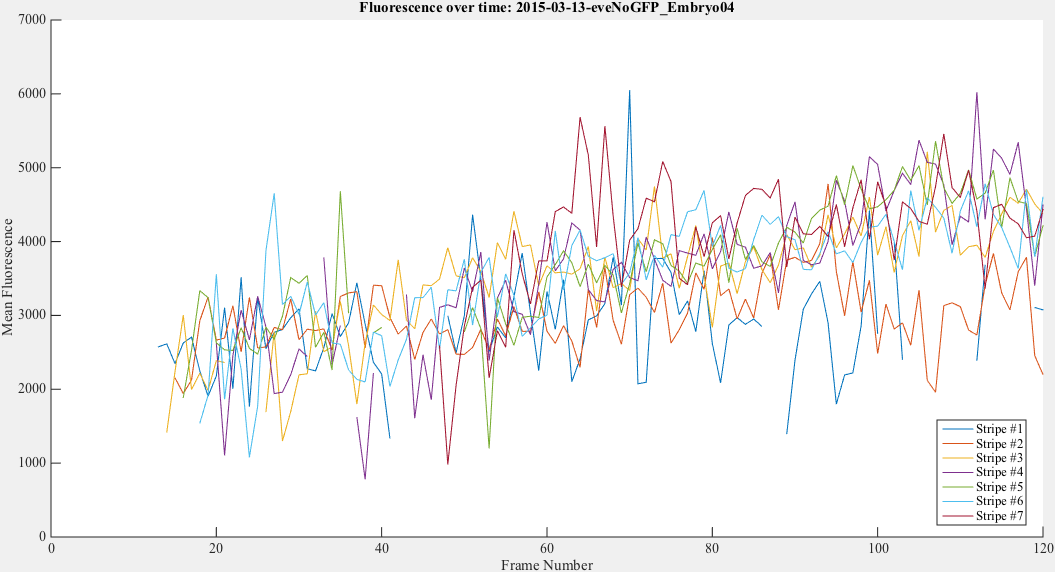 Fluorescence over time: 2015-03-13-eveNoGFP_Embryo04
Mean Fluorescence
7000
6000
5000
4000
3000
2000
1000
0
0 20 40 60 80 100 120
Frame Number
Stripe #1
Stripe #2
Stripe #3
Stripe #4
Stripe #5
Stripe #6
Stripe #7